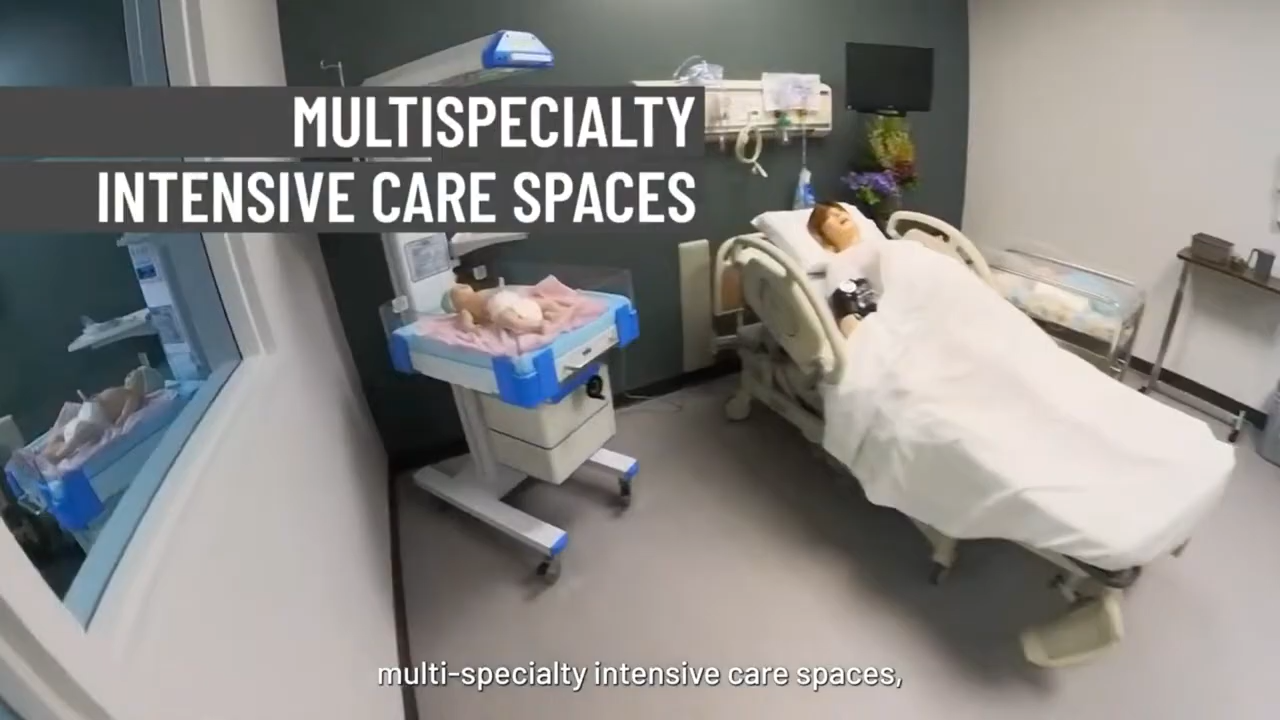 MULTISPECIALTY
INTENSIVE CARE SPACES
multi-specialty intensive care spaces,